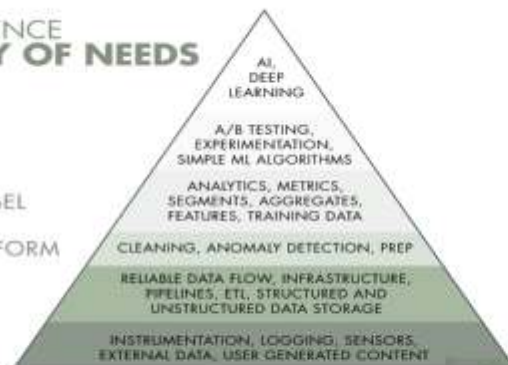 NCE
Y OF NEEDS
AI,
DEEP
LEARNING
A/B TESTING,
EXPERIMENTATION,
SIMPLE ML ALGORITHMS
BEL
ANALYTICS, METRICS,
SEGMENTS, AGGREGATES,
FEATURES, TRAINING DATA
FORM
CLEANING, ANOMALY DETECTION, PREP
RELIABLE DATA FLOW, INFRASTRUCTURE,
PIPELINES, ETL, STRUCTURED AND
UNSTRUCTURED DATA STORAGE
INSTRUMENTATION, LOGGING, SENSORS,
EXTERNAL DATA, USER GENERATED CONTENT